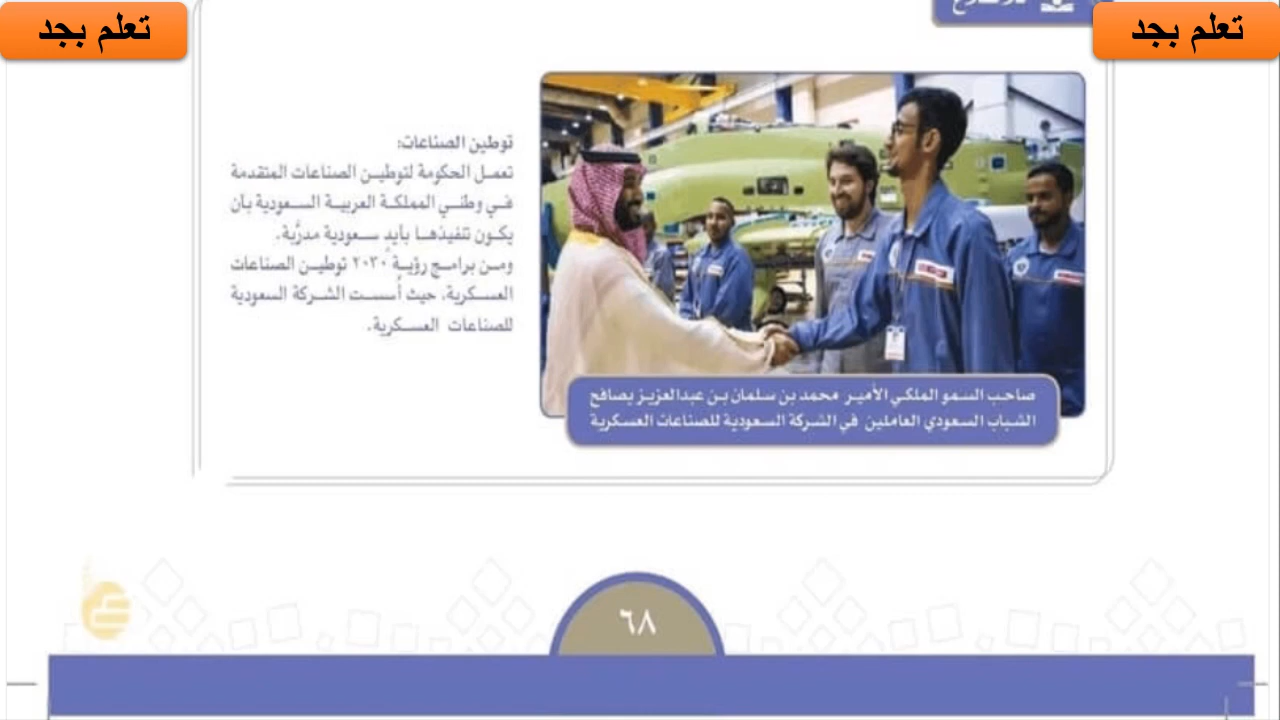 تعلم بجد
تعلم بجد
توطين الصناعات:
تعمل الحكومة لتوطين الصناعات المتقدمة
في وطني المملكة العربية السعودية بأن
يكون تنفيذها بأيدٍ سعودية مدرَّبة.
ومن برامج رؤية ٢٠٣٠ توطين الصناعات
العسكرية، حيث أُسست الشركة السعودية
للصناعات العسكرية.
صاحب السمو الملكي الأمير محمد بن سلمان بن عبدالعزيز يصافح
الشباب السعودي العاملين في الشركة السعودية للصناعات العسكرية
٦٨